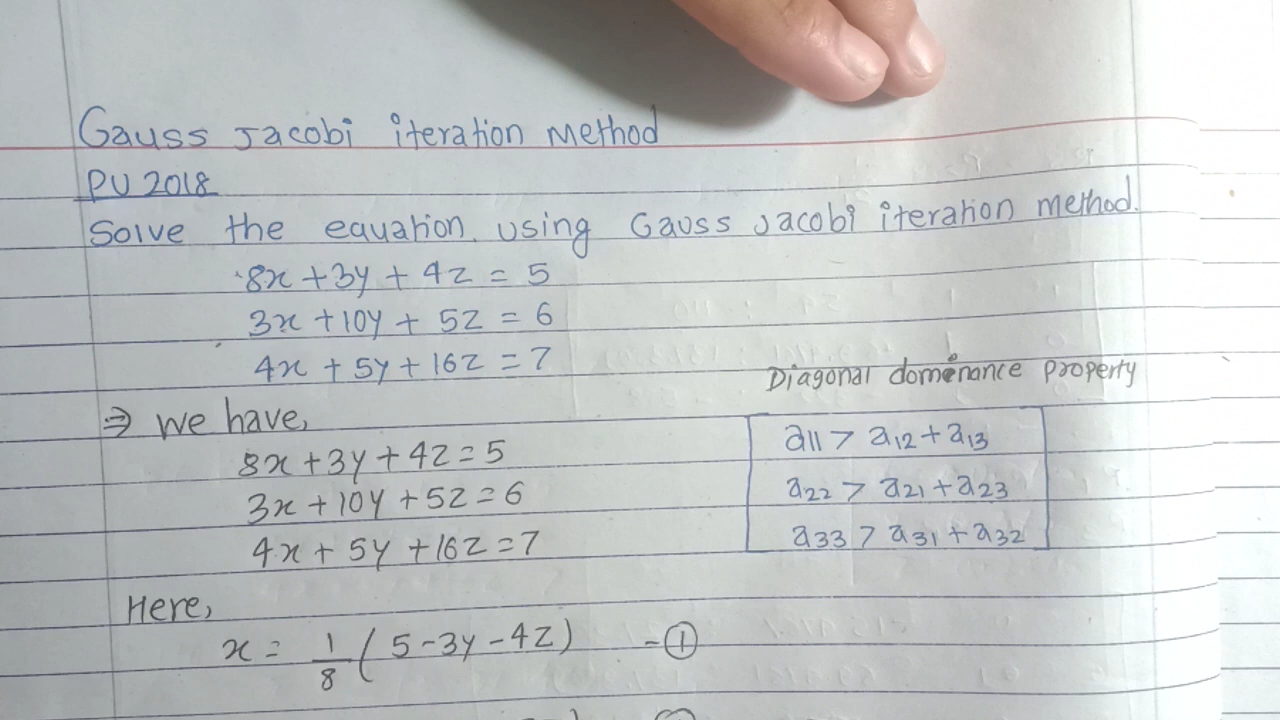 Gauss Jacobi iteration Method
PU 2018
Solve the equation using Gauss Jacobi iteration method.
8x + 3y + 4z = 5
3x + 10y + 5z = 6
4x + 5y + 16z = 7
Diagonal dominance property
⇒ we have,
a11 > a12 + a13
8x + 3y + 4z = 5
a22 > a21 + a23
3x + 10y + 5z = 6
a33 > a31 + a32
4x + 5y + 16z = 7
Here,
x = 1/8 ( 5 - 3y - 4z) - ①